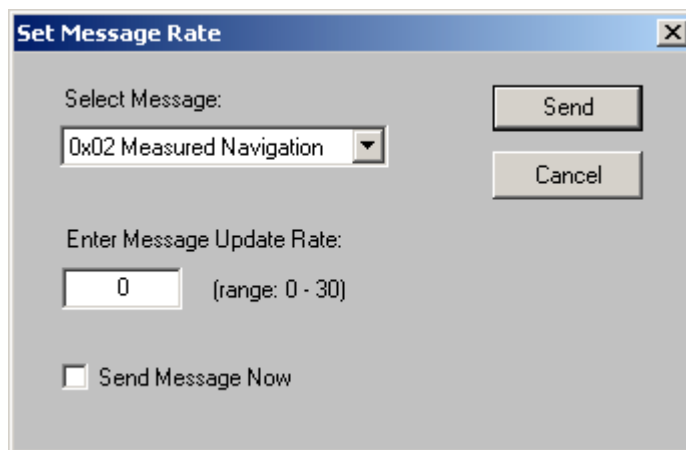 Set Message Rate
Select Message:
0x02 Measured Navigation
Send
Cancel
Enter Message Update Rate:
0 (range: 0 - 30)
Send Message Now